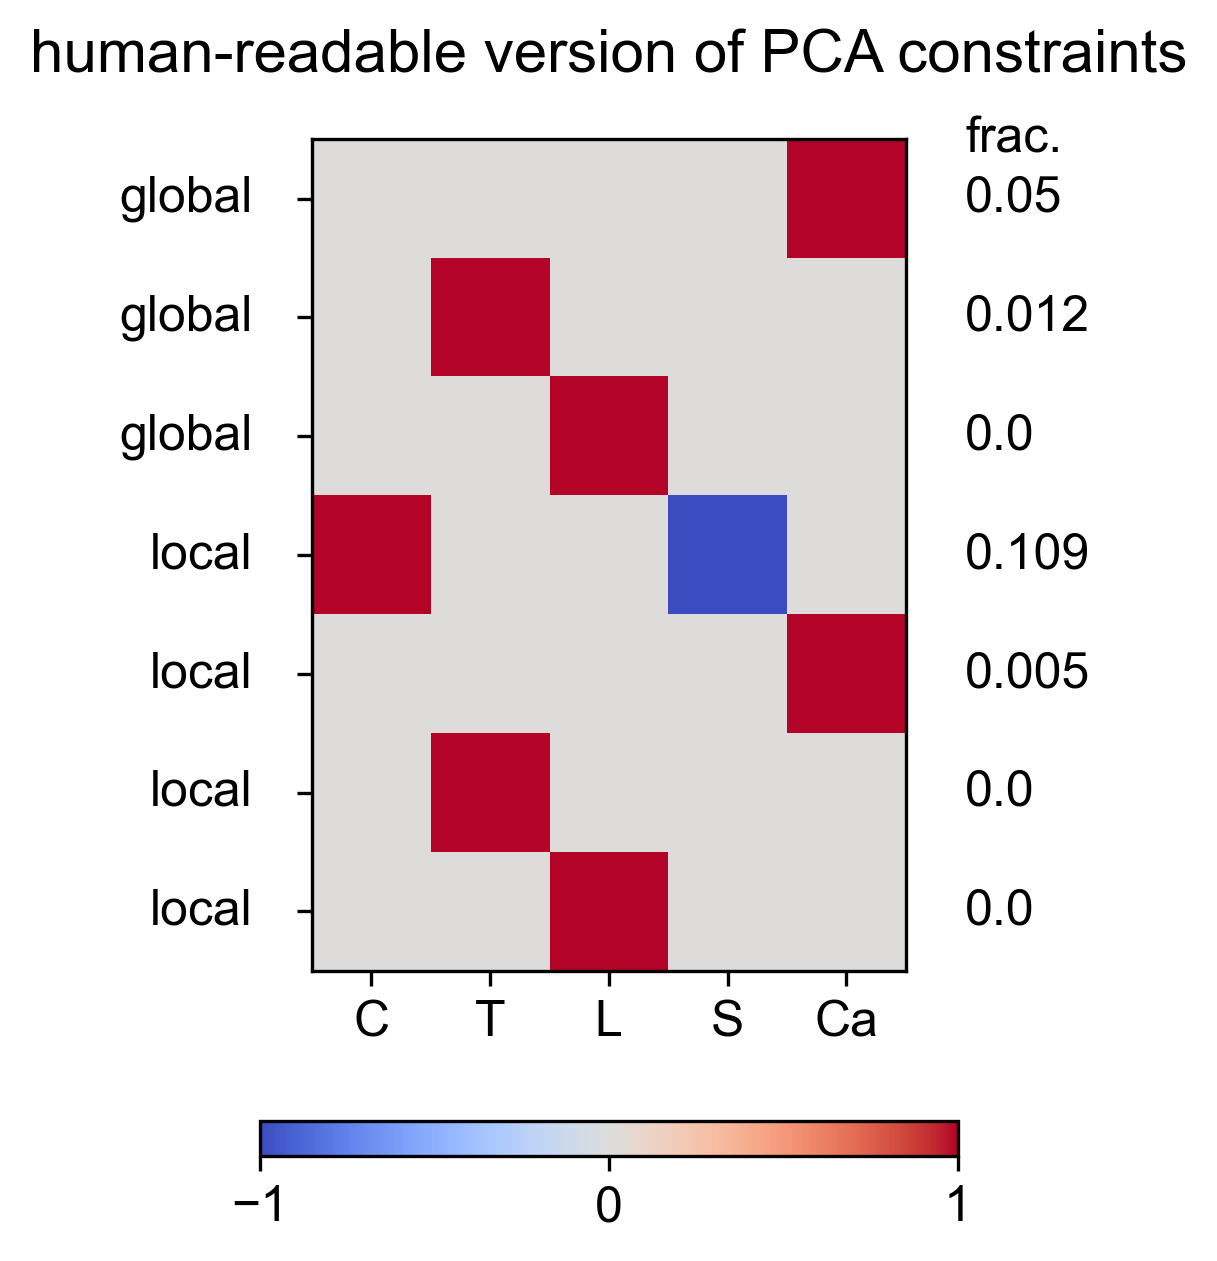 human-readable version of PCA constraints
frac.
global 0.05
global 0.012
global 0.0
local 0.109
local 0.005
local 0.0
local 0.0
C T L S Ca
−1 0 1